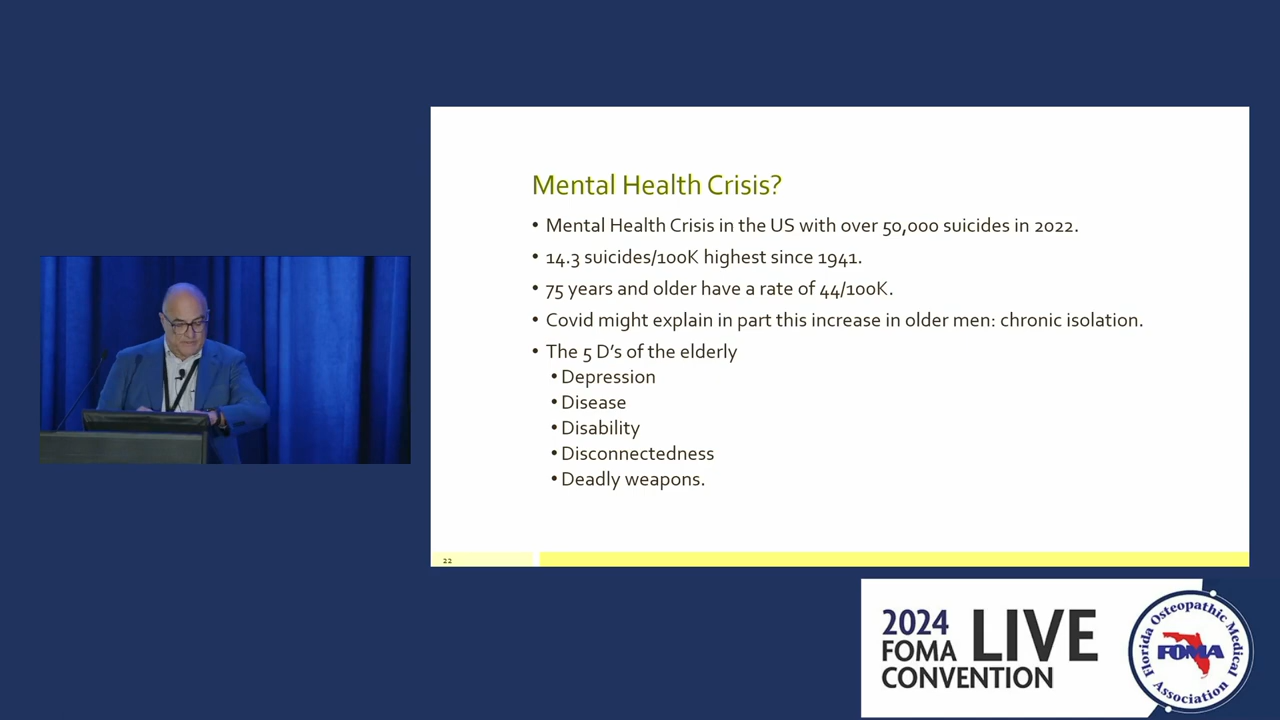 Mental Health Crisis?
• Mental Health Crisis in the US with over 50,000 suicides in 2022.
• 14.3 suicides/100K highest since 1941.
• 75 years and older have a rate of 44/100K.
• Covid might explain in part this increase in older men: chronic isolation.
• The 5 D's of the elderly
• Depression
• Disease
• Disability
• Disconnectedness
• Deadly weapons.
22
2024
FOMA
LIVE
CONVENTION
Florida Osteopathic Medical
FOMA
Association